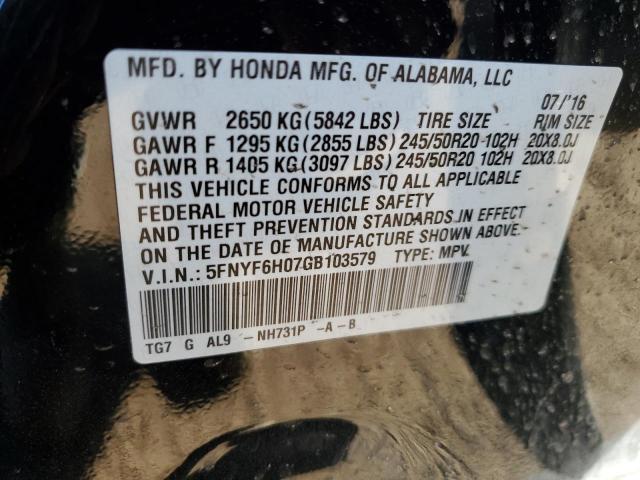 MFD. BY HONDA MFG. OF ALABAMA, LLC
07/'16
GVWR 2650 KG (5842 LBS) TIRE SIZE RIM SIZE
GAWR F 1295 KG (2855 LBS) 245/50R20 102H 20X8.0J
GAWR R 1405 KG (3097 LBS) 245/50R20 102H 20X8.0J
THIS VEHICLE CONFORMS TO ALL APPLICABLE
FEDERAL MOTOR VEHICLE SAFETY
AND THEFT PREVENTION STANDARDS IN EFFECT
ON THE DATE OF MANUFACTURE SHOWN ABOVE.
V.I.N.: 5FNYF6H07GB103579 TYPE: MPV
TG7 G AL9 -NH731P -A-B